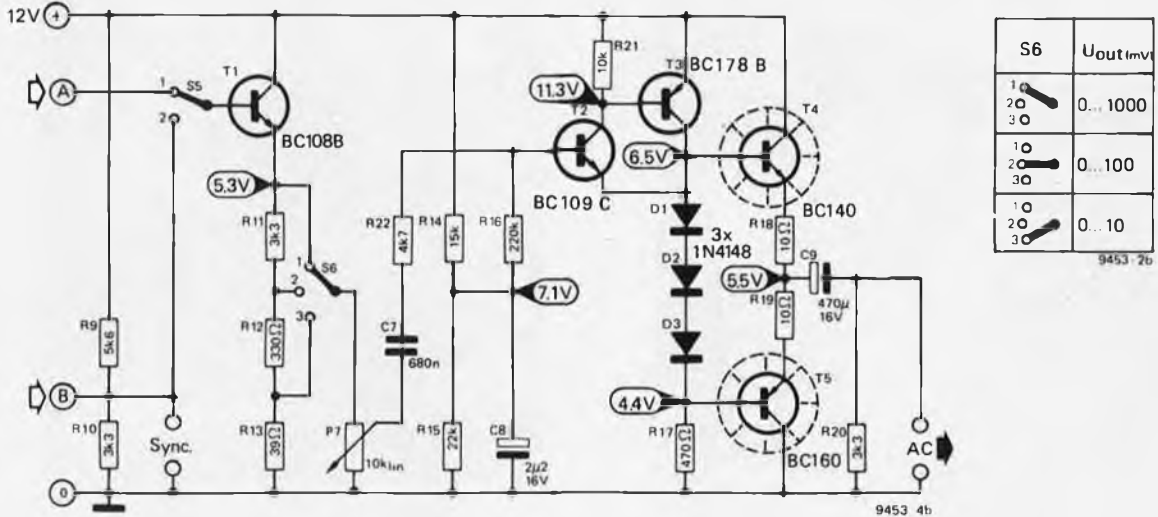 12V +
A
B
0
1
2
S5
T1
BC108B
5.3V
R9
5k6
R10
3k3
Sync.
R11
3k3
R12
330Ω
R13
39Ω
1
2
3
S6
P7
10k lin
R22
4k7
C7
680n
R14
15k
R15
22k
R16
220k
7.1V
C8
2µ2
16V
R21
10k
11.3V
T2
BC109 C
T3
BC178 B
6.5V
T4
BC140
D1
D2
D3
3x
1N4148
R18
10Ω
5.5V
R19
10Ω
C9
470µ
16V
4.4V
R17
470Ω
T5
BC160
R20
3k3
AC
9453 4b
S6 Uout (mV)
1
2
3
0...1000
1
2
3
0...100
1
2
3
0...10
9453-2b